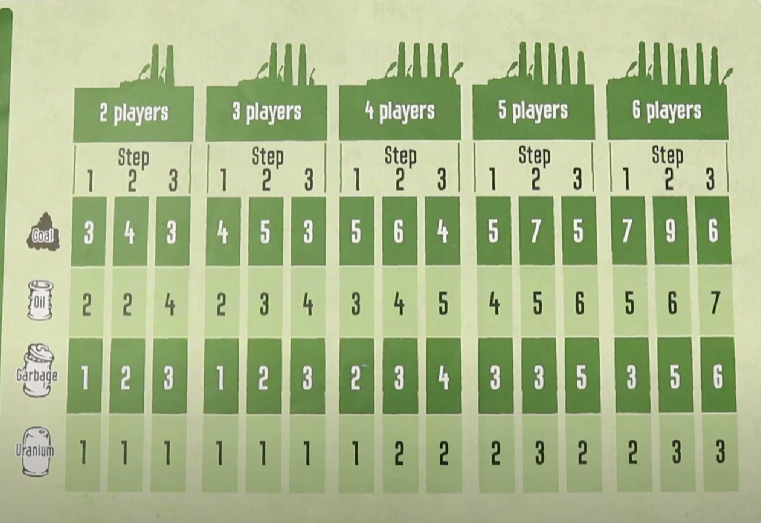 2 players 3 players 4 players 5 players 6 players
Step Step Step Step Step
1 2 3 1 2 3 1 2 3 1 2 3 1 2 3
Coal 3 4 3 4 5 3 5 6 4 5 7 5 7 9 6
Oil 2 2 4 2 3 4 3 4 5 4 5 6 5 6 7
Garbage 1 2 3 1 2 3 2 3 4 3 3 5 3 5 6
Uranium 1 1 1 1 1 1 1 2 2 2 3 2 2 3 3